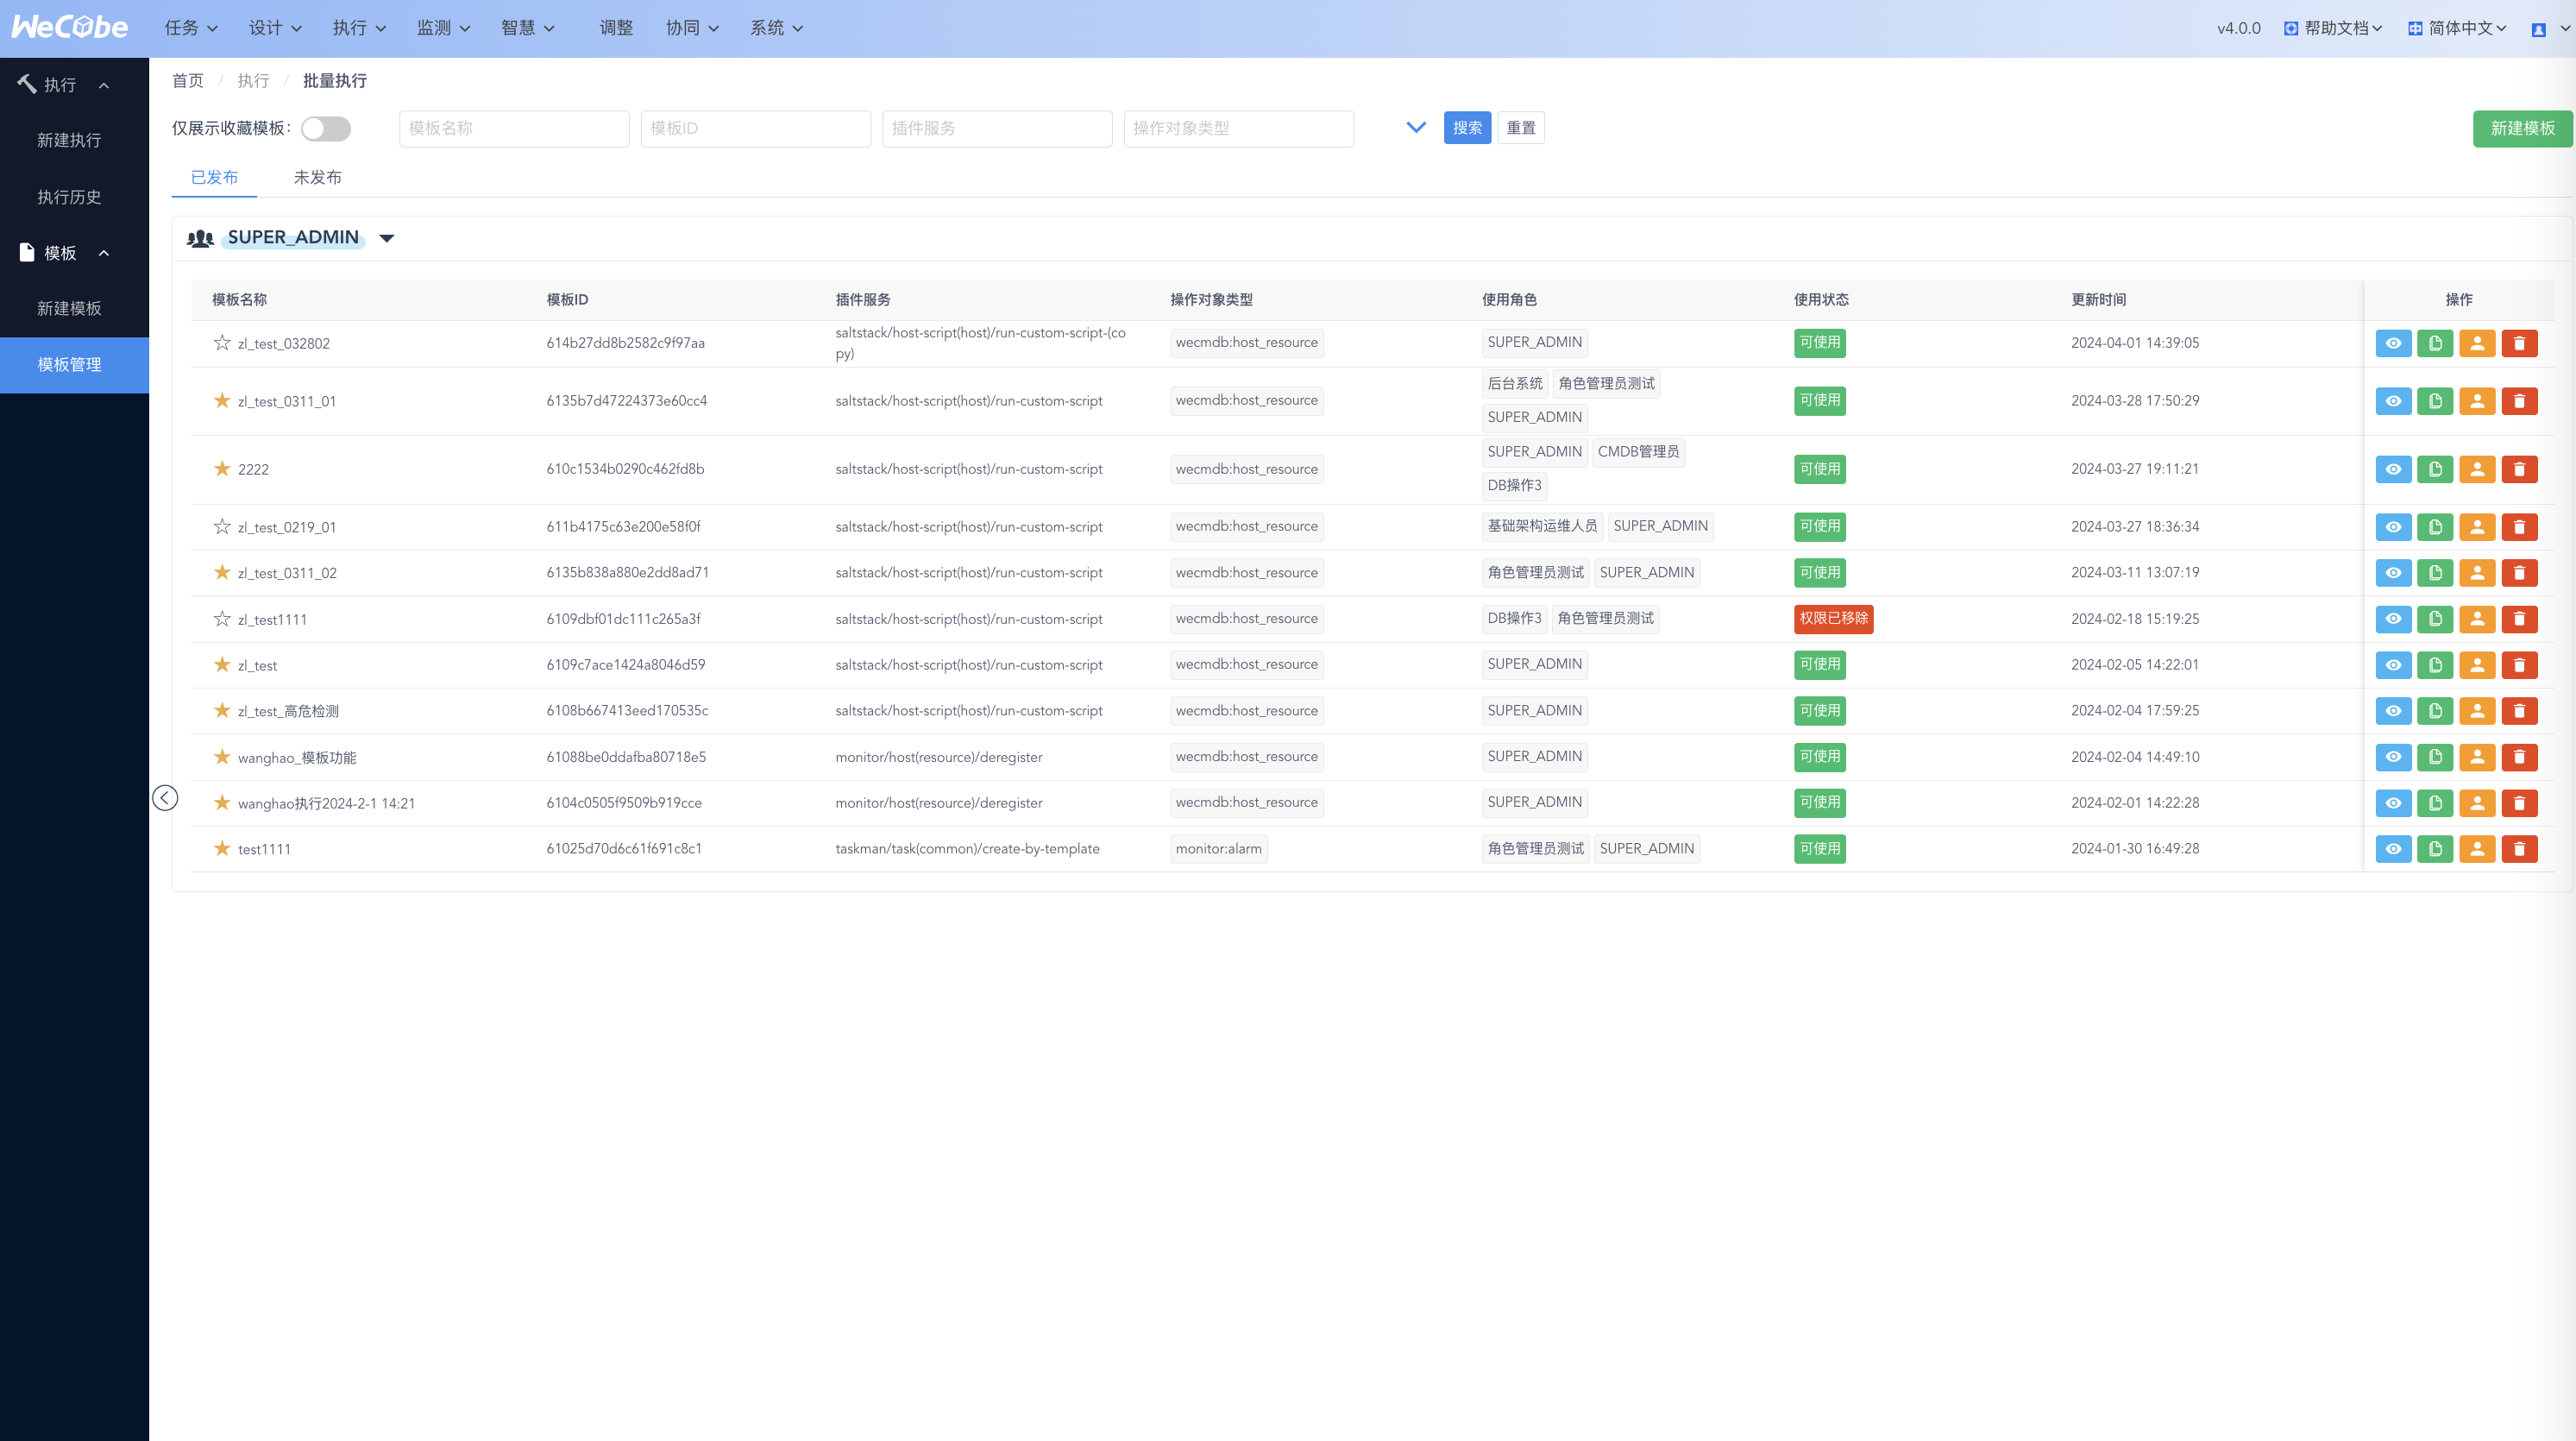 WeCube
任务 设计 执行 监测 智慧 调整 协同 系统 v4.0.0 帮助文档 简体中文
执行
新建执行
执行历史
模板
新建模板
模板管理
首页 / 执行 / 批量执行
仅展示收藏模板： 模板名称 模板ID 插件服务 操作对象类型 搜索 重置 新建模板
已发布 未发布
SUPER_ADMIN
模板名称 模板ID 插件服务 操作对象类型 使用角色 使用状态 更新时间 操作
zl_test_032802 614b27dd8b2582c9f97aa saltstack/host-script(host)/run-custom-script-(co
py) wecmdb:host_resource SUPER_ADMIN 可使用 2024-04-01 14:39:05
zl_test_0311_01 6135b7d47224373e60cc4 saltstack/host-script(host)/run-custom-script wecmdb:host_resource 后台系统 角色管理员测试
SUPER_ADMIN 可使用 2024-03-28 17:50:29
2222 610c1534b0290c462fd8b saltstack/host-script(host)/run-custom-script wecmdb:host_resource SUPER_ADMIN CMDB管理员
DB操作3 可使用 2024-03-27 19:11:21
zl_test_0219_01 611b4175c63e200e58f0f saltstack/host-script(host)/run-custom-script wecmdb:host_resource 基础架构运维人员 SUPER_ADMIN 可使用 2024-03-27 18:36:34
zl_test_0311_02 6135b838a880e2dd8ad71 saltstack/host-script(host)/run-custom-script wecmdb:host_resource 角色管理员测试 SUPER_ADMIN 可使用 2024-03-11 13:07:19
zl_test1111 6109dbf01dc111c265a3f saltstack/host-script(host)/run-custom-script wecmdb:host_resource DB操作3 角色管理员测试 权限已移除 2024-02-18 15:19:25
zl_test 6109c7ace1424a8046d59 saltstack/host-script(host)/run-custom-script wecmdb:host_resource SUPER_ADMIN 可使用 2024-02-05 14:22:01
zl_test_高危检测 6108b667413eed170535c saltstack/host-script(host)/run-custom-script wecmdb:host_resource SUPER_ADMIN 可使用 2024-02-04 17:59:25
wanghao_模板功能 61088be0ddafba80718e5 monitor/host(resource)/deregister wecmdb:host_resource SUPER_ADMIN 可使用 2024-02-04 14:49:10
wanghao执行2024-2-1 14:21 6104c0505f9509b919cce monitor/host(resource)/deregister wecmdb:host_resource SUPER_ADMIN 可使用 2024-02-01 14:22:28
test1111 61025d70d6c61f691c8c1 taskman/task(common)/create-by-template monitor:alarm 角色管理员测试 SUPER_ADMIN 可使用 2024-01-30 16:49:28